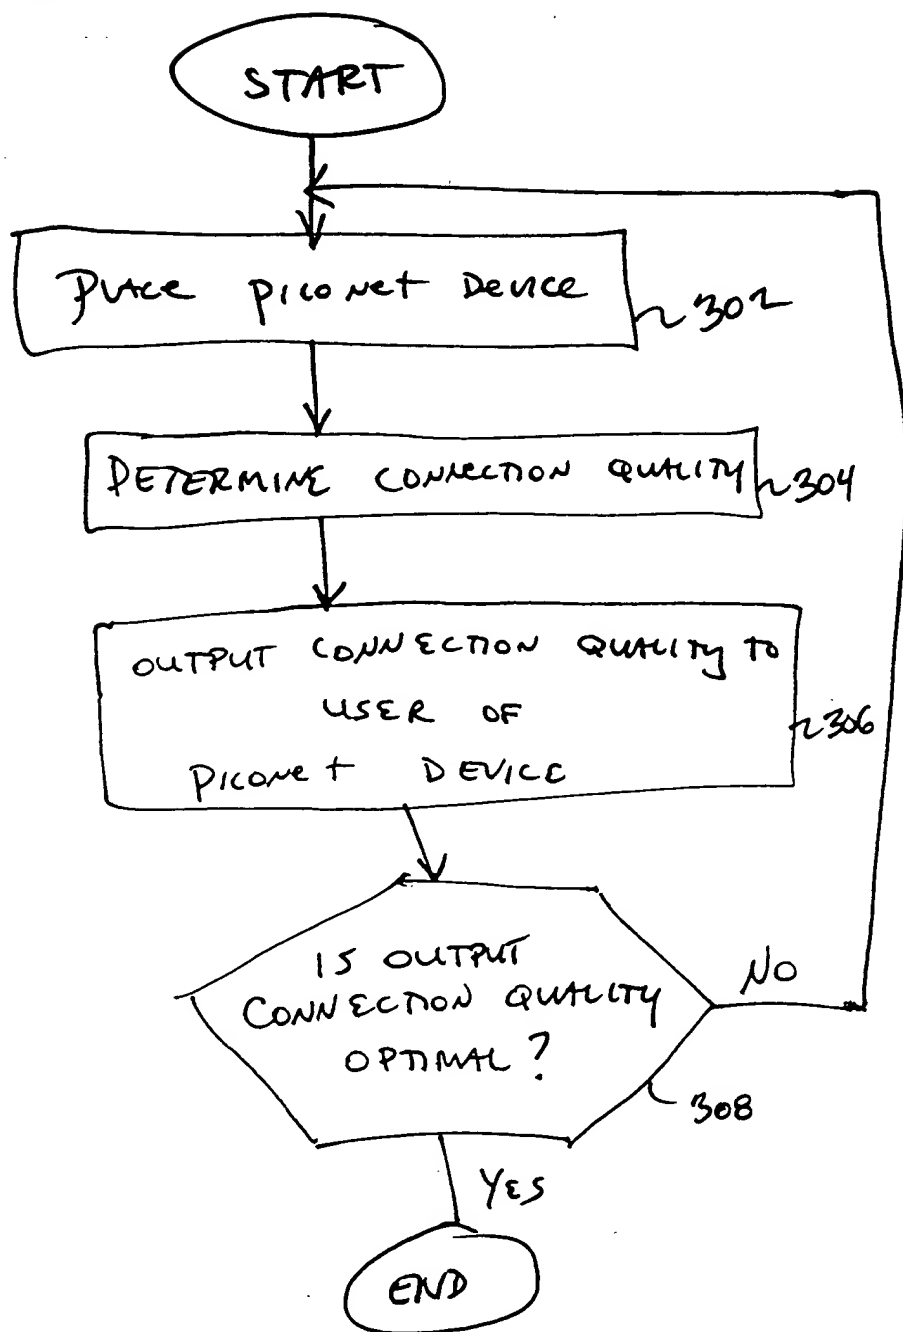 START
PLACE PICONET DEVICE
302
DETERMINE CONNECTION QUALITY
304
OUTPUT CONNECTION QUALITY TO
USER OF
PICONET DEVICE
306
IS OUTPUT
CONNECTION QUALITY
OPTIMAL?
NO
308
YES
END